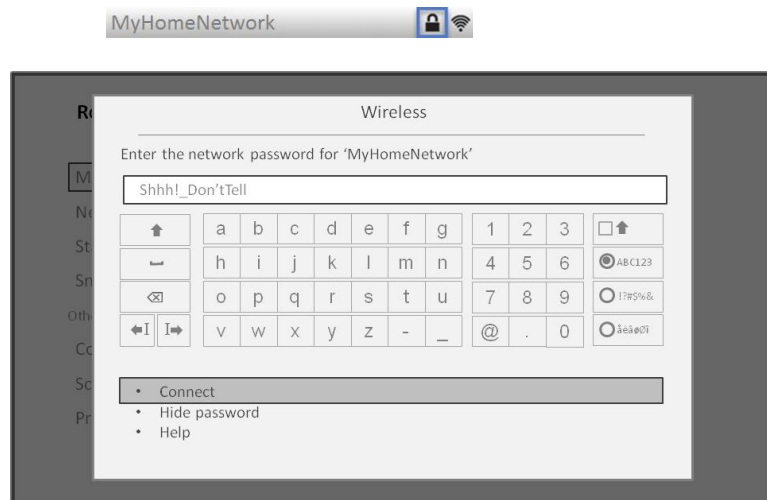 MyHomeNetwork
Wireless
Enter the network password for ‘MyHomeNetwork’
Shhh!_Don’tTell
a b c d e f g 1 2 3
h i j k l m n 4 5 6 ABC123
o p q r s t u 7 8 9 !?#$%&
v w x y z - _ @ . 0
• Connect
• Hide password
• Help